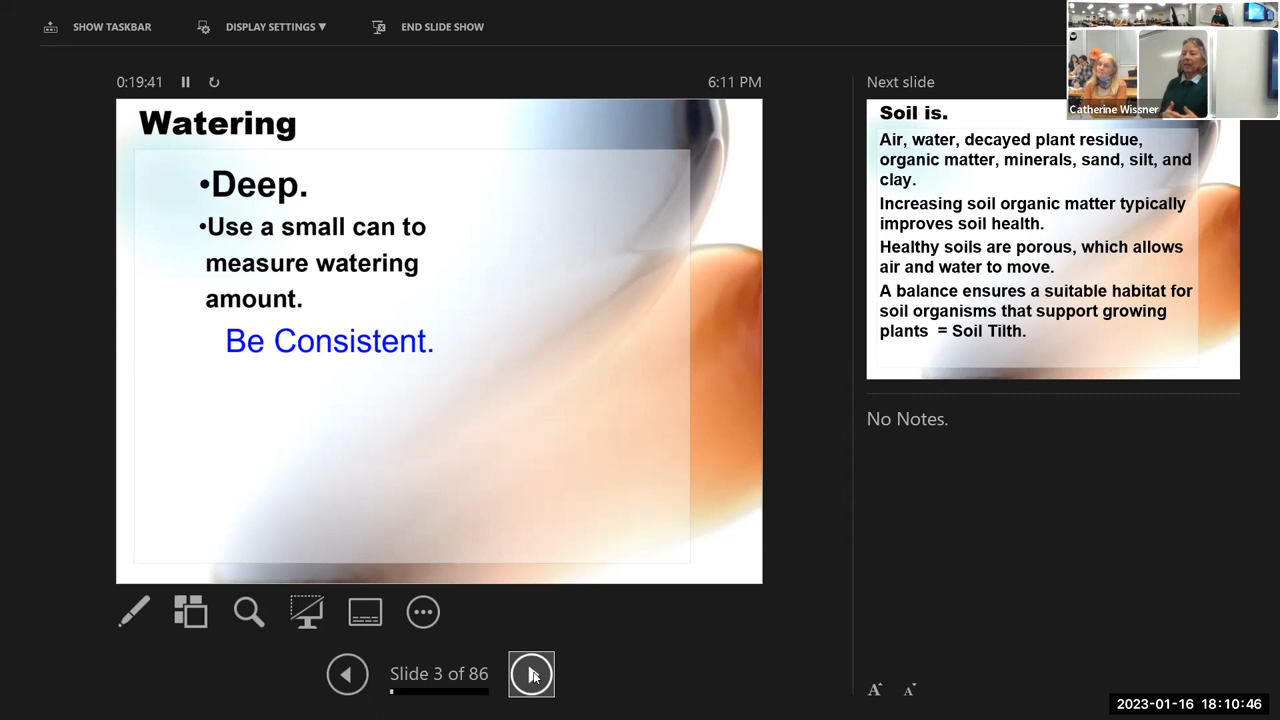 SHOW TASKBAR
DISPLAY SETTINGS ▼
END SLIDE SHOW
0:19:41
6:11 PM
Next slide
Catherine Wissner
Watering
•Deep.
•Use a small can to
measure watering
amount.
Be Consistent.
Soil is.
Air, water, decayed plant residue,
organic matter, minerals, sand, silt, and
clay.
Increasing soil organic matter typically
improves soil health.
Healthy soils are porous, which allows
air and water to move.
A balance ensures a suitable habitat for
soil organisms that support growing
plants = Soil Tilth.
No Notes.
Slide 3 of 86
A A
2023-01-16 18:10:46